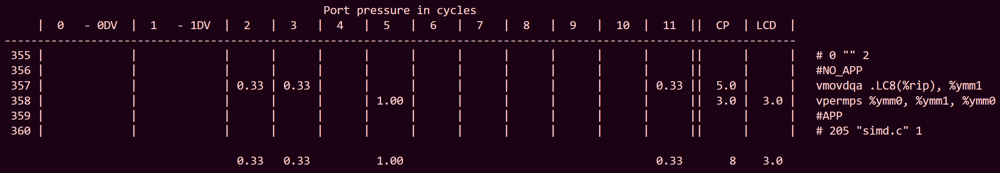 Port pressure in cycles
| 0 - 0DV | 1 - 1DV | 2 | 3 | 4 | 5 | 6 | 7 | 8 | 9 | 10 | 11 || CP | LCD |
-----------------------------------------------------------------------------------------------------------------------
355 | | | | | | | | | | | | || | | # 0 "" 2
356 | | | | | | | | | | | | || | | #NO_APP
357 | | | 0.33 | 0.33 | | | | | | | | 0.33 || 5.0 | | vmovdqa .LC8(%rip), %ymm1
358 | | | | | | 1.00 | | | | | | || 3.0 | 3.0 | vpermps %ymm0, %ymm1, %ymm0
359 | | | | | | | | | | | | || | | #APP
360 | | | | | | | | | | | | || | | # 205 "simd.c" 1
0.33 0.33 1.00 0.33 8 3.0